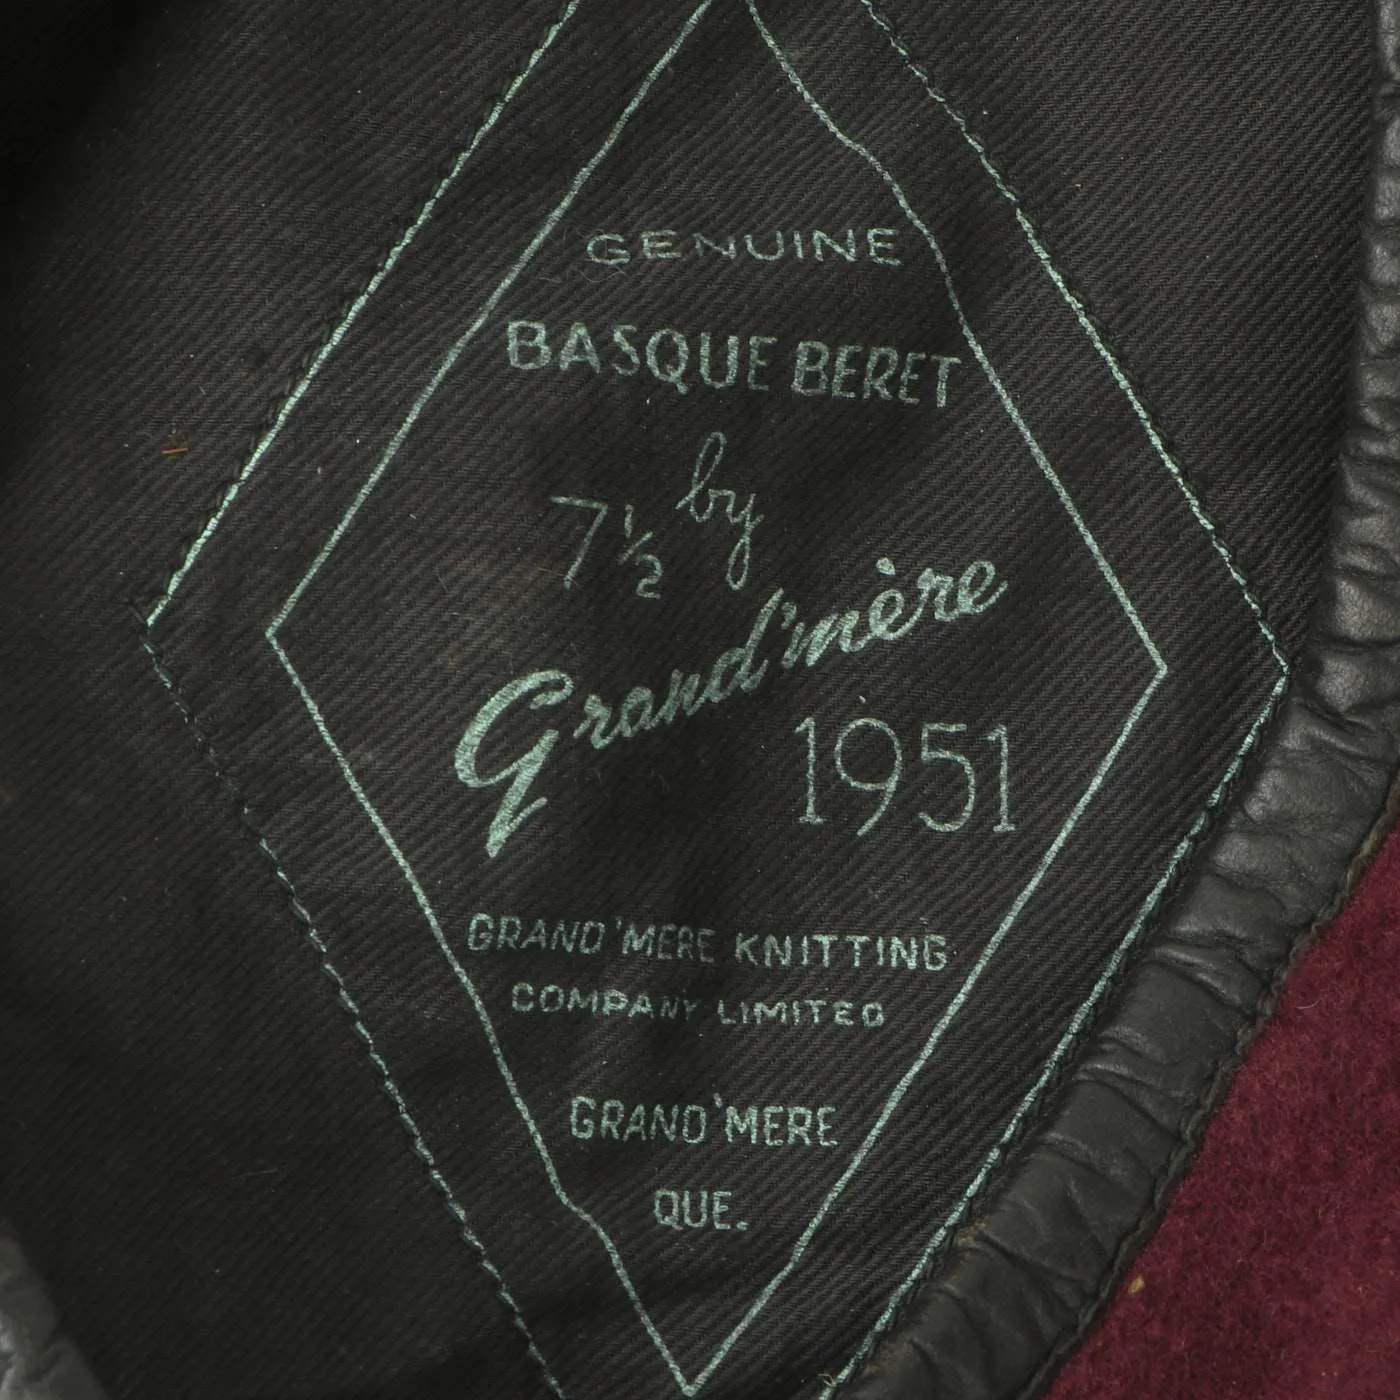 GENUINE
BASQUE BERET
by
7½
Grand'mère
1951
GRAND'MERE KNITTING
COMPANY LIMITED
GRAND'MERE
QUE.